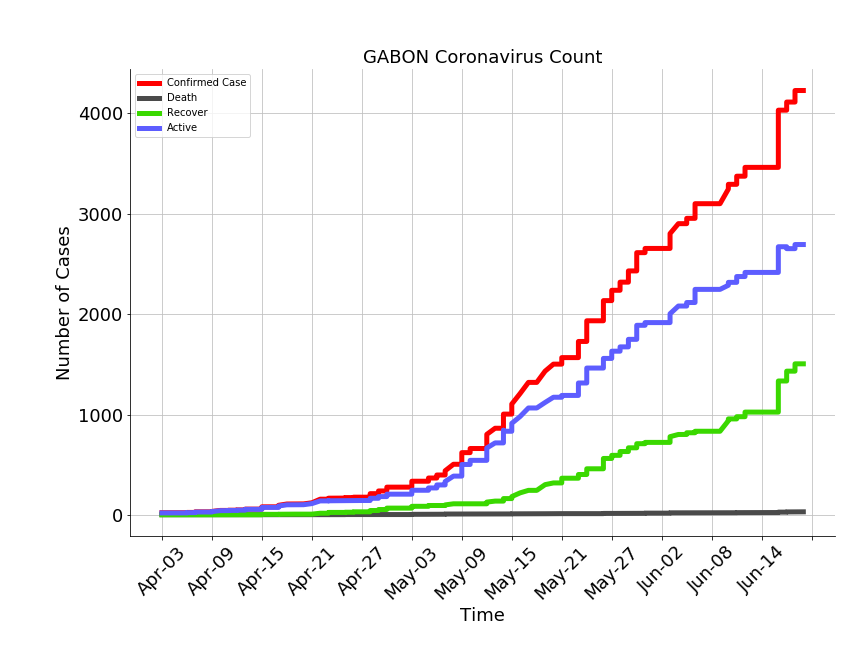 GABON Coronavirus Count
Confirmed Case
Death
Recover
Active
4000
3000
2000
1000
0
Number of Cases
Apr-03
Apr-09
Apr-15
Apr-21
Apr-27
May-03
May-09
May-15
May-21
May-27
Jun-02
Jun-08
Jun-14
Time